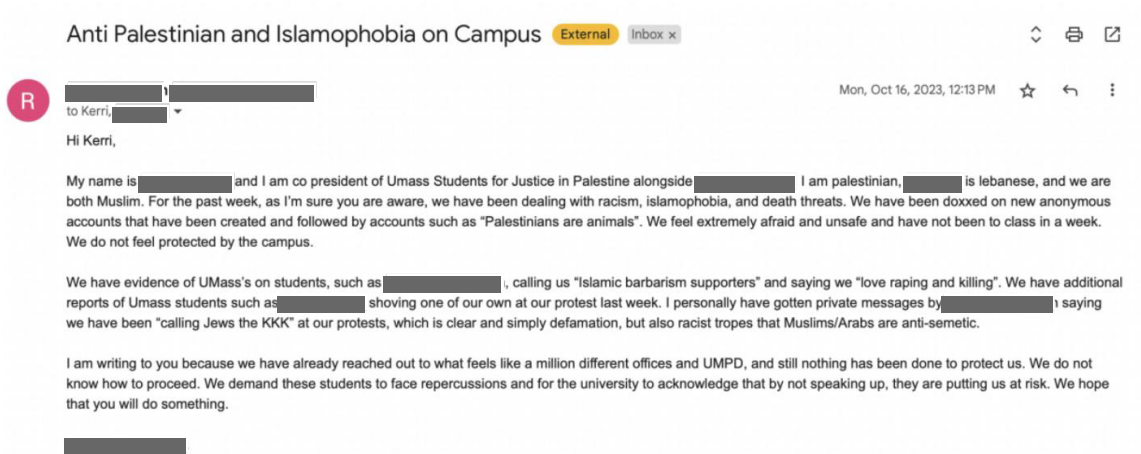 Anti Palestinian and Islamophobia on Campus External Inbox x
R
Mon, Oct 16, 2023, 12:13 PM
to Kerri,
Hi Kerri,
My name is and I am co president of Umass Students for Justice in Palestine alongside I am palestinian, is lebanese, and we are
both Muslim. For the past week, as I'm sure you are aware, we have been dealing with racism, islamophobia, and death threats. We have been doxxed on new anonymous
accounts that have been created and followed by accounts such as “Palestinians are animals”. We feel extremely afraid and unsafe and have not been to class in a week.
We do not feel protected by the campus.
We have evidence of UMass's on students, such as , calling us “Islamic barbarism supporters” and saying we “love raping and killing”. We have additional
reports of Umass students such as shoving one of our own at our protest last week. I personally have gotten private messages by saying
we have been “calling Jews the KKK” at our protests, which is clear and simply defamation, but also racist tropes that Muslims/Arabs are anti-semetic.
I am writing to you because we have already reached out to what feels like a million different offices and UMPD, and still nothing has been done to protect us. We do not
know how to proceed. We demand these students to face repercussions and for the university to acknowledge that by not speaking up, they are putting us at risk. We hope
that you will do something.